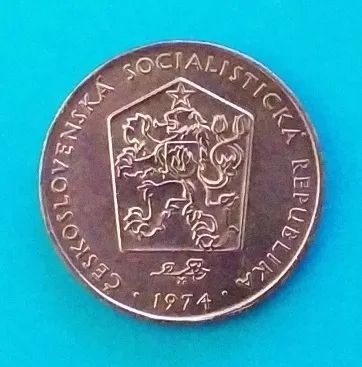 ČESKOSLOVENSKÁ SOCIALISTICKÁ REPUBLIKA
· 1974 ·